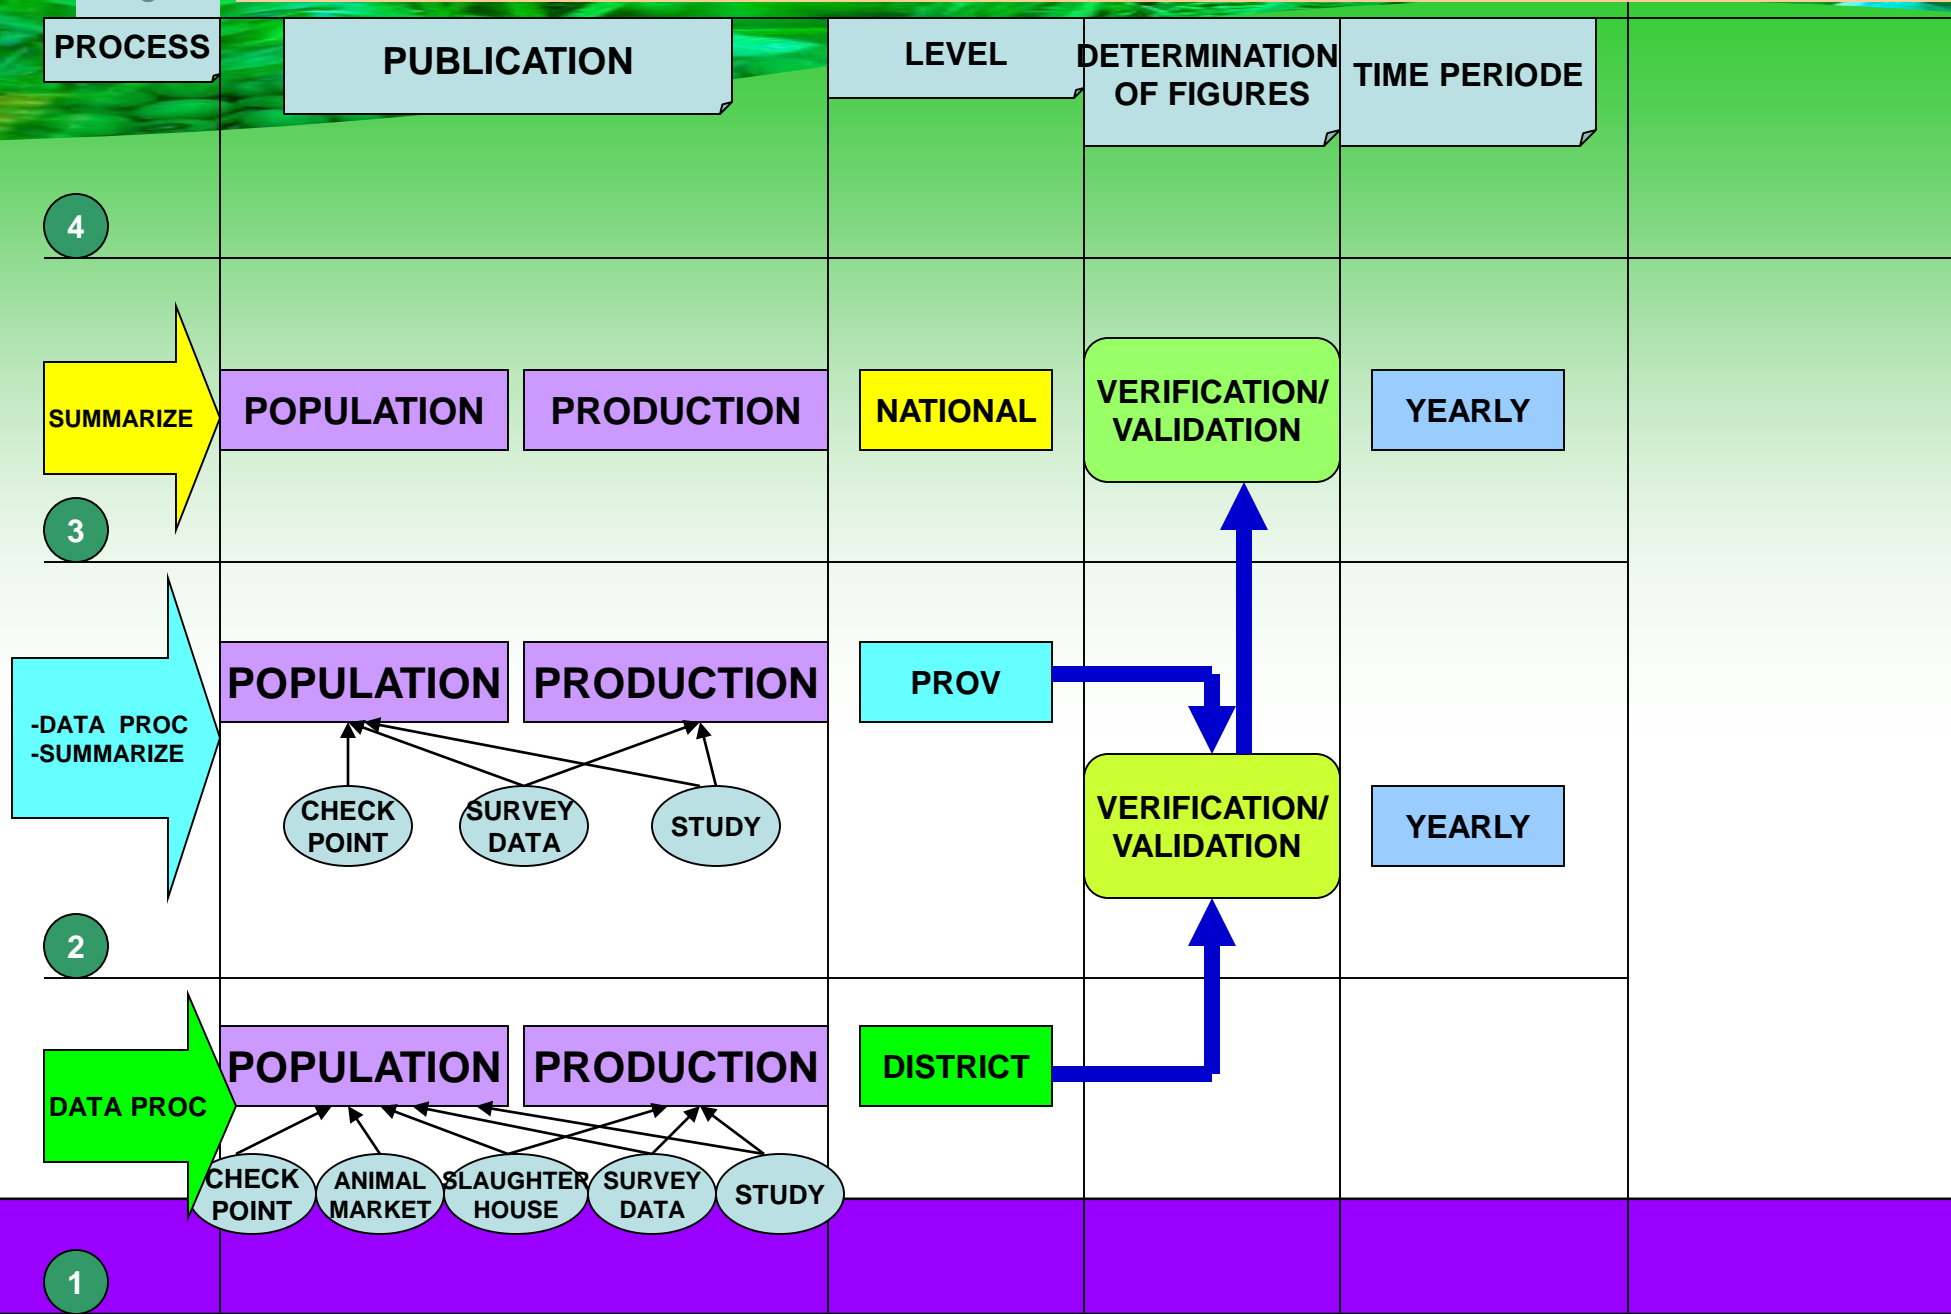 PROCESS
PUBLICATION
LEVEL
DETERMINATION
OF FIGURES
TIME PERIODE
4
SUMMARIZE
POPULATION
PRODUCTION
NATIONAL
VERIFICATION/
VALIDATION
YEARLY
3
-DATA PROC
-SUMMARIZE
POPULATION
PRODUCTION
PROV
CHECK
POINT
SURVEY
DATA
STUDY
VERIFICATION/
VALIDATION
YEARLY
2
DATA PROC
POPULATION
PRODUCTION
DISTRICT
CHECK
POINT
ANIMAL
MARKET
SLAUGHTER
HOUSE
SURVEY
DATA
STUDY
1